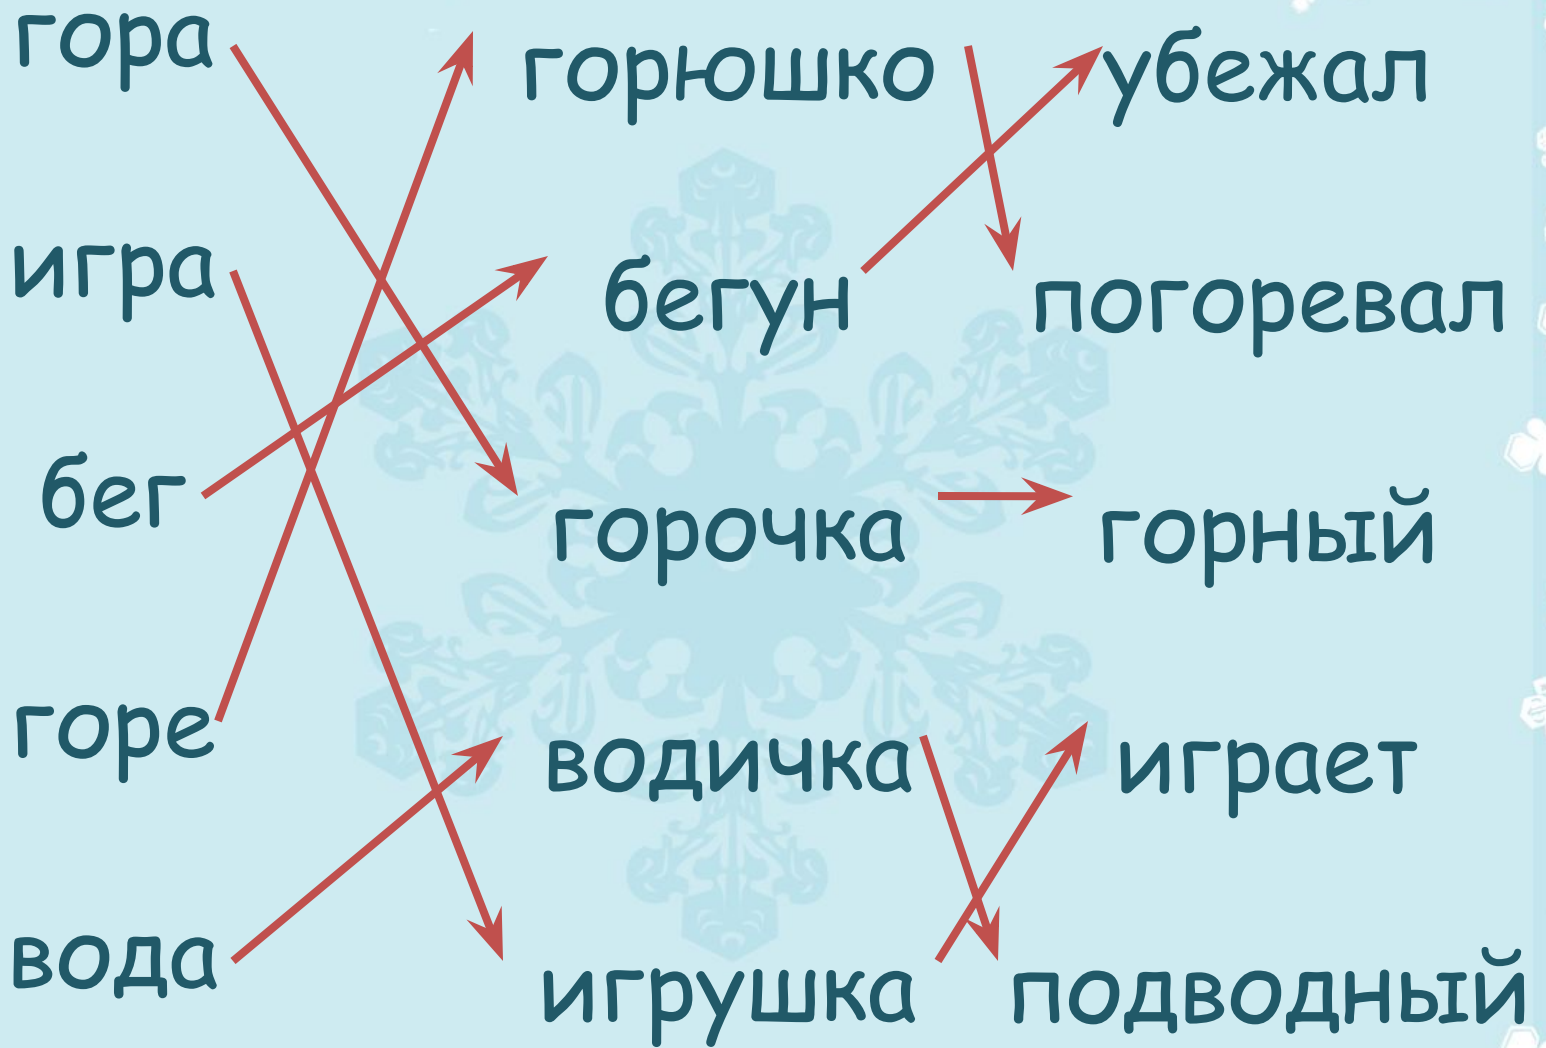 гора горюшко убежал
игра бегун погоревал
бег горочка горный
горе водичка играет
вода игрушка подводный